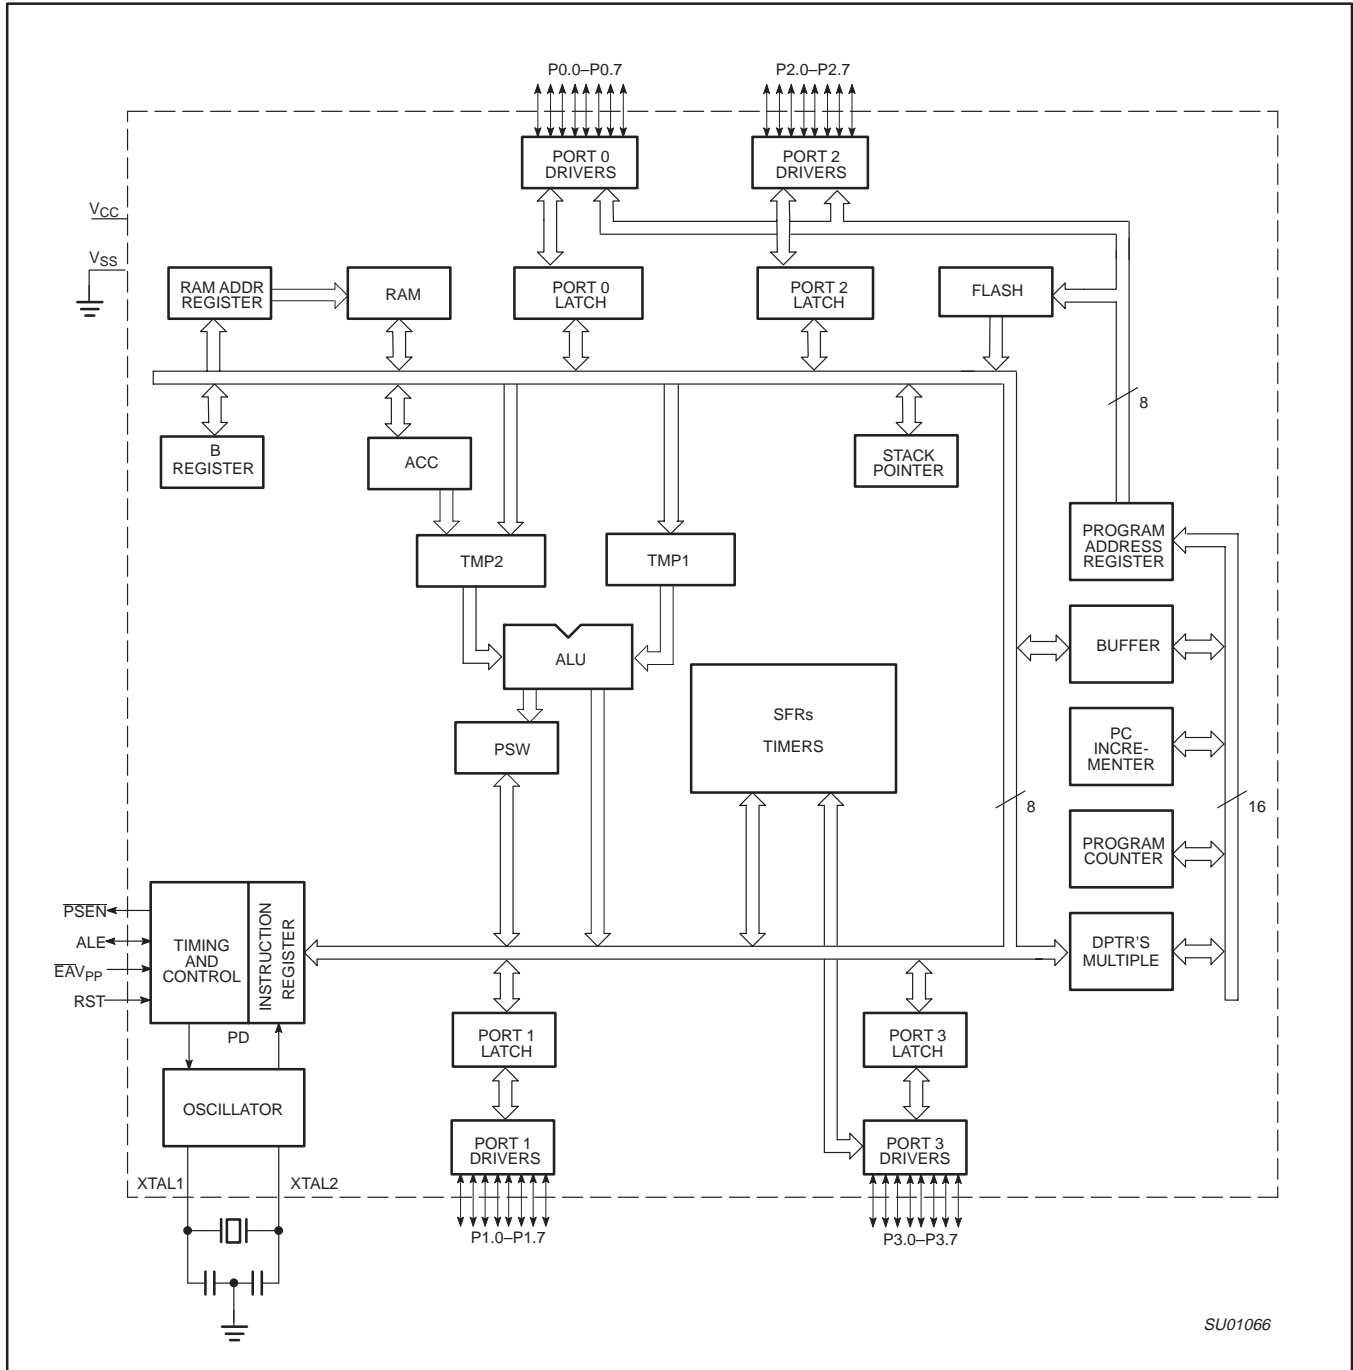 P0.0–P0.7
P2.0–P2.7
PORT 0
DRIVERS
PORT 2
DRIVERS
VCC
VSS
RAM ADDR
REGISTER
RAM
PORT 0
LATCH
PORT 2
LATCH
FLASH
8
B
REGISTER
ACC
STACK
POINTER
PROGRAM
ADDRESS
REGISTER
TMP2
TMP1
BUFFER
ALU
SFRs
TIMERS
PSW
PC
INCRE-
MENTER
8
16
PROGRAM
COUNTER
PSEN
ALE
EAVPP
RST
TIMING
AND
CONTROL
INSTRUCTION
REGISTER
DPTR'S
MULTIPLE
PD
PORT 1
LATCH
PORT 3
LATCH
OSCILLATOR
PORT 1
DRIVERS
PORT 3
DRIVERS
XTAL1
XTAL2
P1.0–P1.7
P3.0–P3.7
SU01066